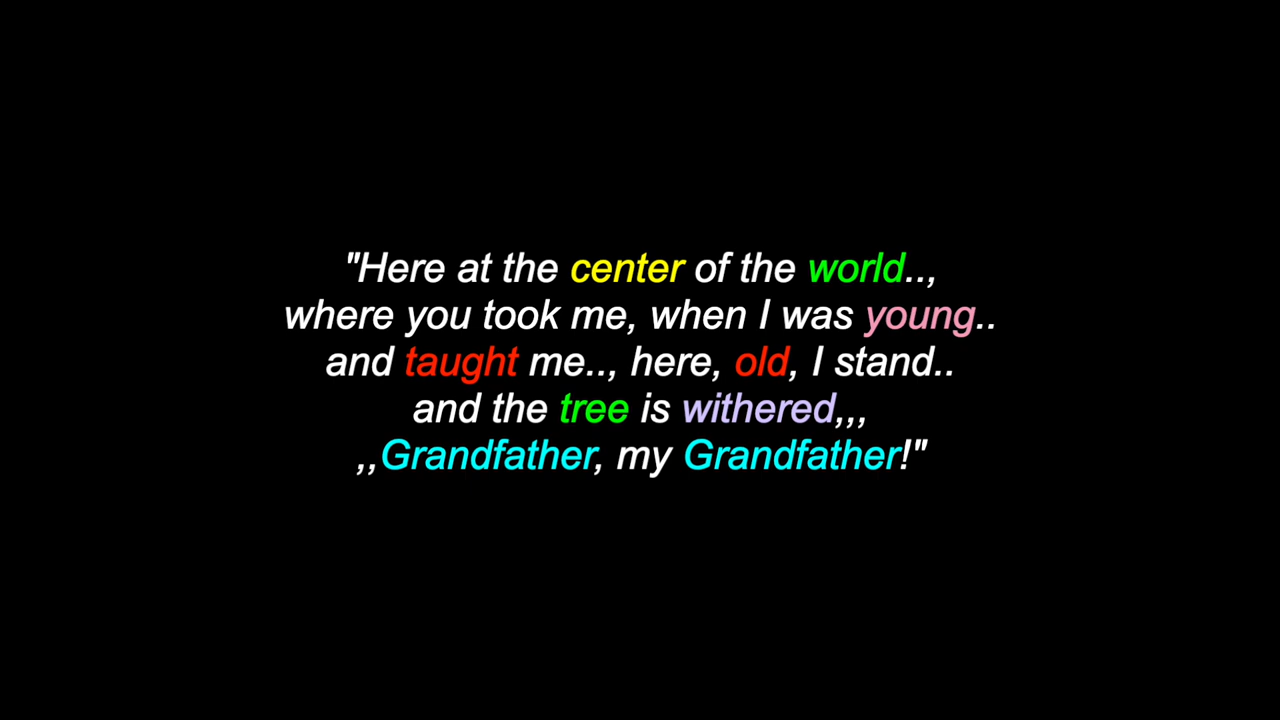 "Here at the center of the world..,
where you took me, when I was young..
and taught me.., here, old, I stand..
and the tree is withered,,,
,,Grandfather, my Grandfather!"